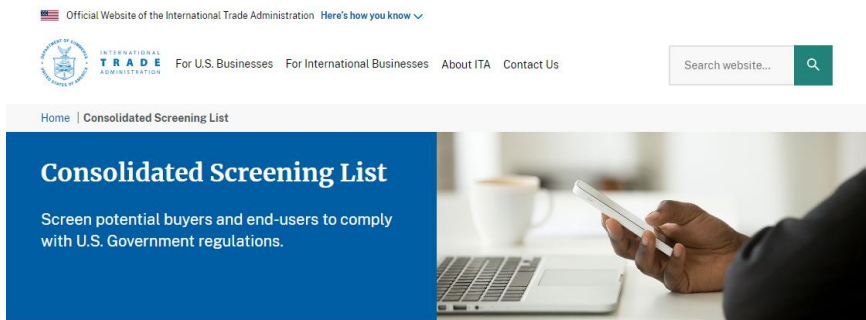 Official Website of the International Trade Administration Here's how you know
INTERNATIONAL
TRADE
ADMINISTRATION
For U.S. Businesses For International Businesses About ITA Contact Us
Search website...
Home | Consolidated Screening List
Consolidated Screening List
Screen potential buyers and end-users to comply
with U.S. Government regulations.